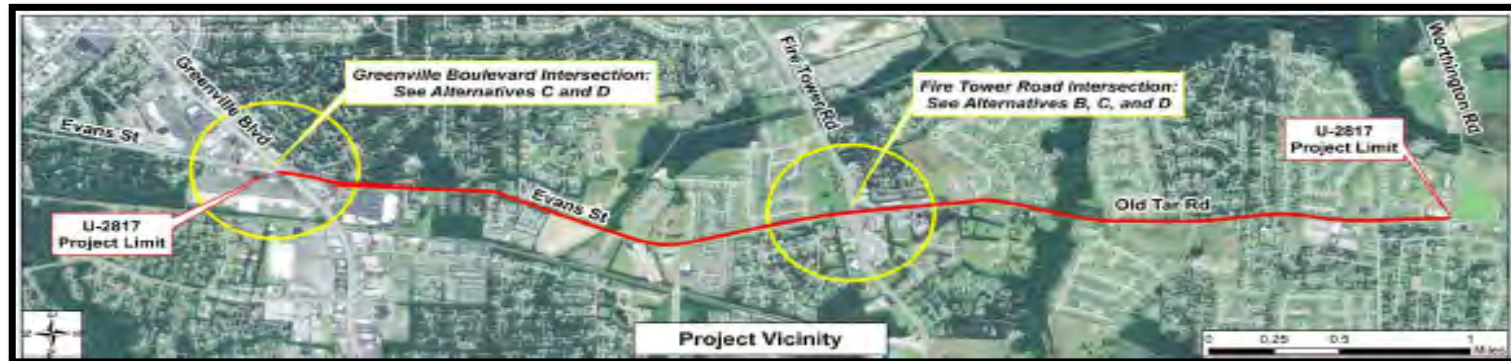 Greenville Blvd
Greenville Boulevard Intersection:
See Alternatives C and D
Evans St
U-2817
Project Limit
Evans St
Fire Tower Rd
Fire Tower Road Intersection:
See Alternatives B, C, and D
Worthington Rd
U-2817
Project Limit
Old Tar Rd
Project Vicinity
0 0.25 0.5 1
Miles